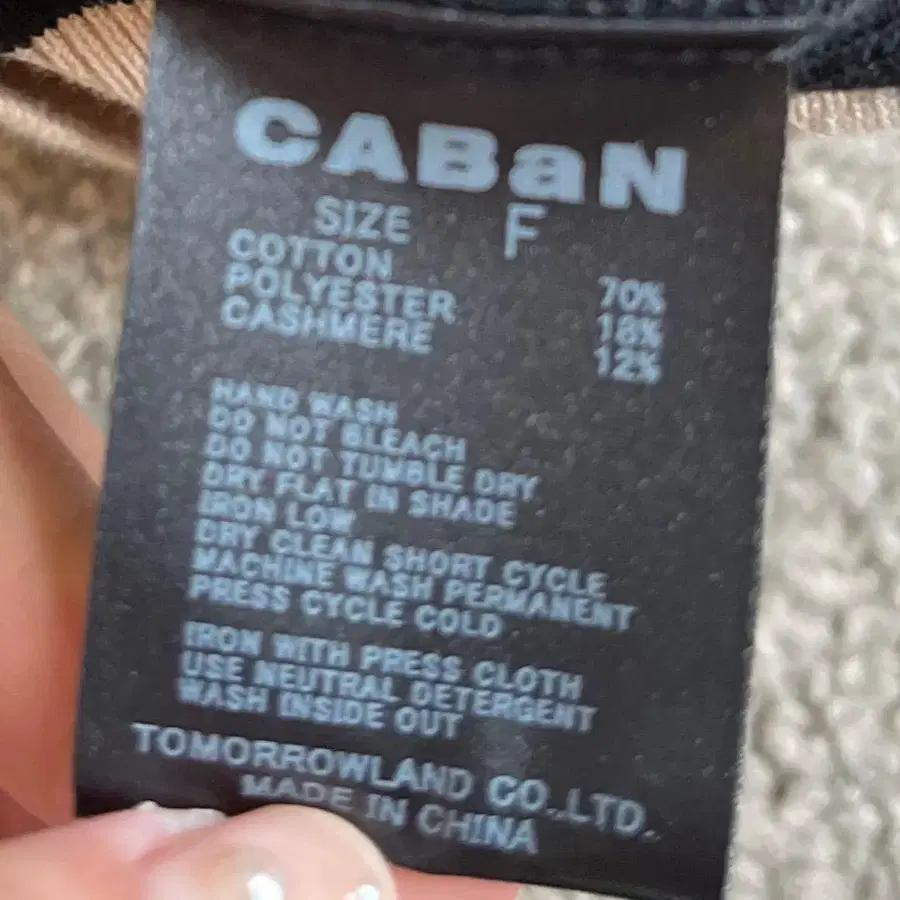 CABaN
SIZE F
COTTON 70%
POLYESTER 18%
CASHMERE 12%
HAND WASH
DO NOT BLEACH
DO NOT TUMBLE DRY
DRY FLAT IN SHADE
IRON LOW
DRY CLEAN SHORT CYCLE
MACHINE WASH PERMANENT
PRESS CYCLE COLD
IRON WITH PRESS CLOTH
USE NEUTRAL DETERGENT
WASH INSIDE OUT
TOMORROWLAND CO.,LTD.
MADE IN CHINA